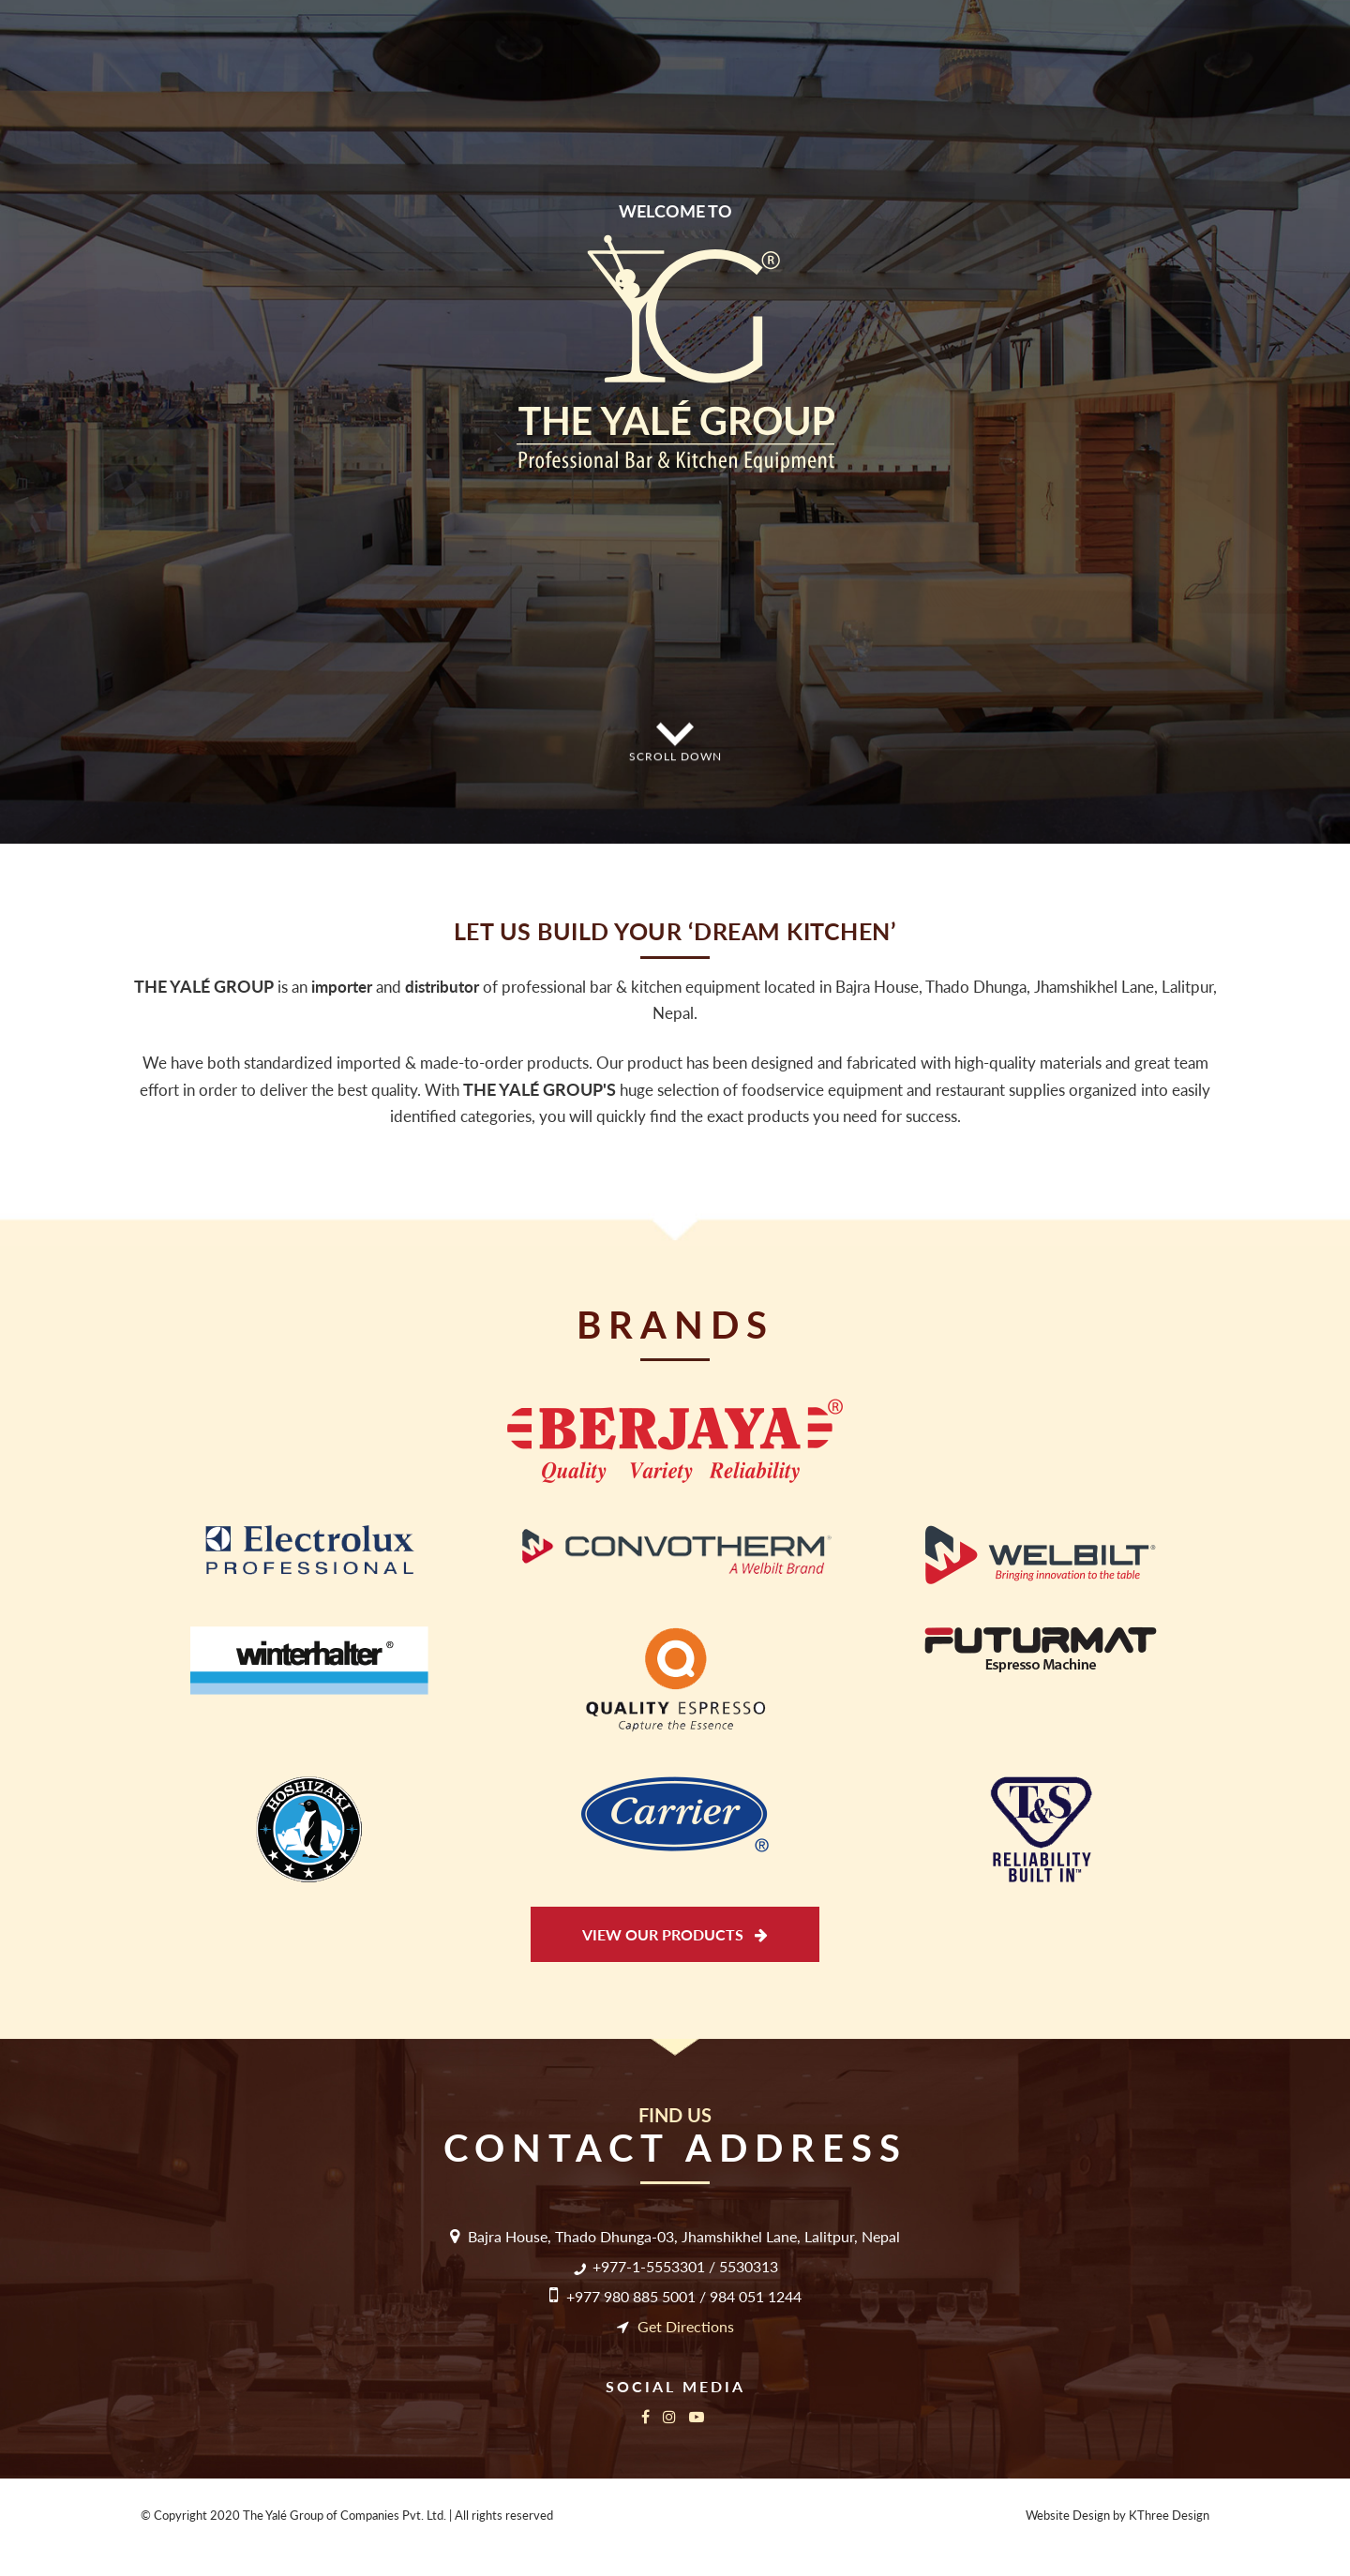 WELCOME TO
YG®
THE YALÉ GROUP
Professional Bar & Kitchen Equipment
SCROLL DOWN
LET US BUILD YOUR ‘DREAM KITCHEN’
THE YALÉ GROUP is an importer and distributor of professional bar & kitchen equipment located in Bajra House, Thado Dhunga, Jhamshikhel Lane, Lalitpur,
Nepal.
We have both standardized imported & made-to-order products. Our product has been designed and fabricated with high-quality materials and great team
effort in order to deliver the best quality. With THE YALÉ GROUP'S huge selection of foodservice equipment and restaurant supplies organized into easily
identified categories, you will quickly find the exact products you need for success.
BRANDS
BERJAYA®
Quality Variety Reliability
Electrolux
PROFESSIONAL
CONVOTHERM®
A Welbilt Brand
WELBILT®
Bringing innovation to the table
winterhalter®
QUALITY ESPRESSO
Capture the Essence
FUTURMAT
Espresso Machine
HOSHIZAKI
Carrier®
T&S
RELIABILITY
BUILT IN™
VIEW OUR PRODUCTS
FIND US
CONTACT ADDRESS
Bajra House, Thado Dhunga-03, Jhamshikhel Lane, Lalitpur, Nepal
+977-1-5553301 / 5530313
+977 980 885 5001 / 984 051 1244
Get Directions
SOCIAL MEDIA
© Copyright 2020 The Yalé Group of Companies Pvt. Ltd. | All rights reserved
Website Design by KThree Design